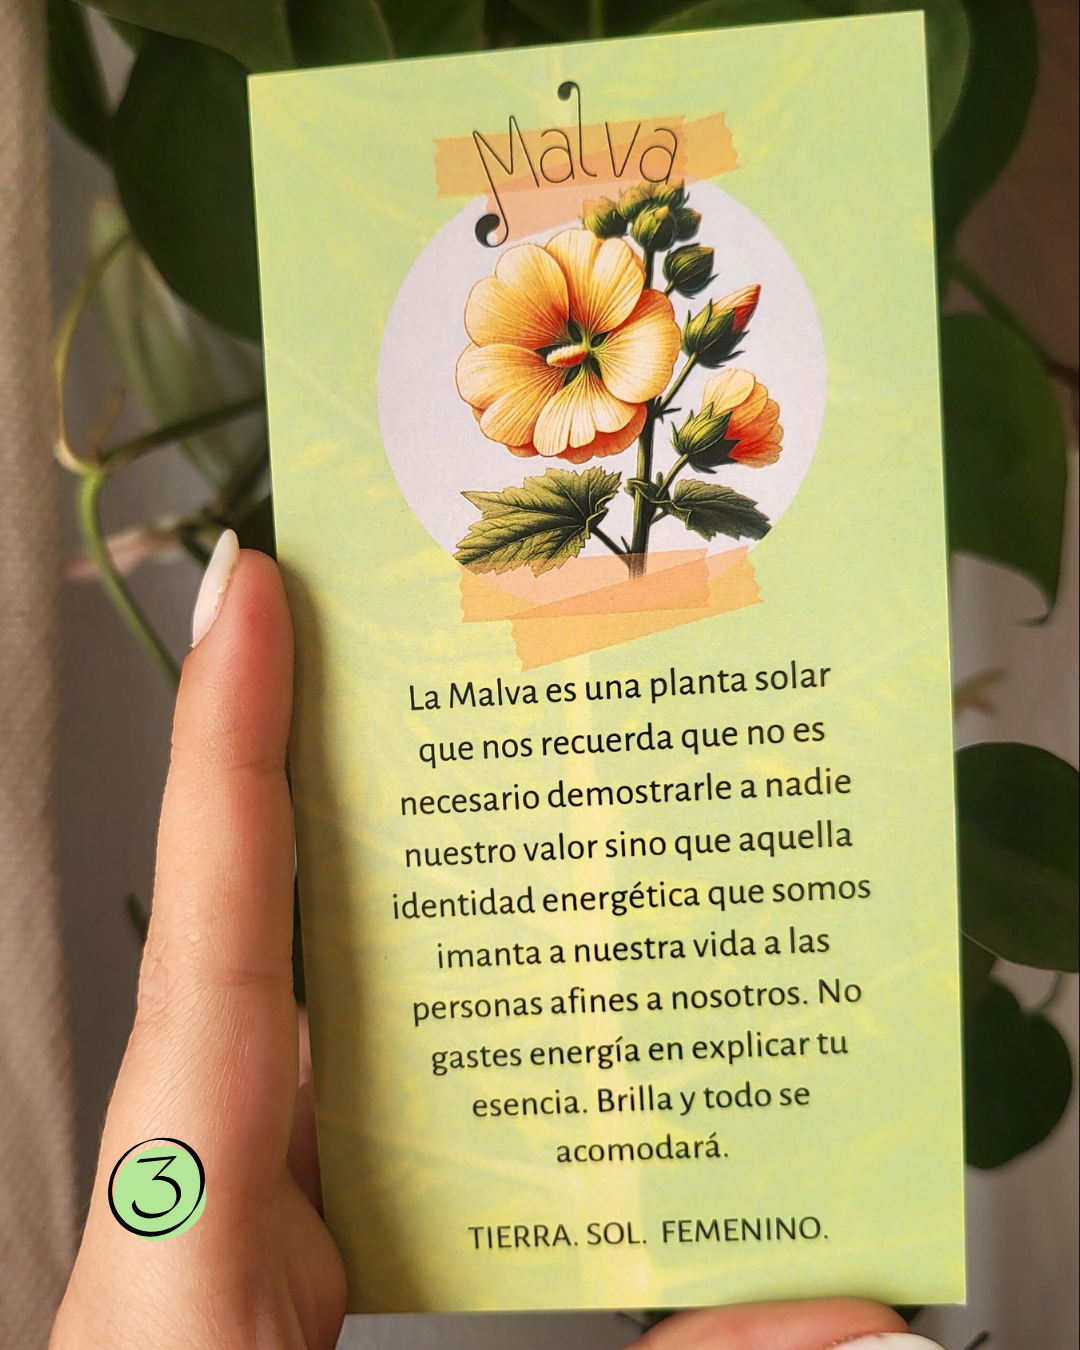 Malva
La Malva es una planta solar
que nos recuerda que no es
necesario demostrarle a nadie
nuestro valor sino que aquella
identidad energética que somos
imanta a nuestra vida a las
personas afines a nosotros. No
gastes energía en explicar tu
esencia. Brilla y todo se
acomodará.
TIERRA. SOL. FEMENINO.
3